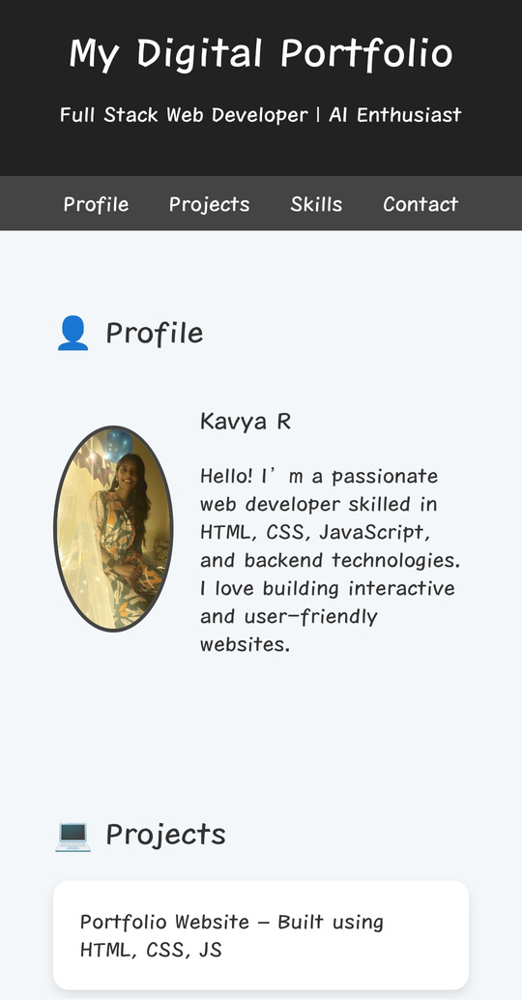 My Digital Portfolio
Full Stack Web Developer | AI Enthusiast
Profile Projects Skills Contact
👤 Profile
Kavya R
Hello! I’m a passionate
web developer skilled in
HTML, CSS, JavaScript,
and backend technologies.
I love building interactive
and user-friendly
websites.
💻 Projects
Portfolio Website – Built using
HTML, CSS, JS